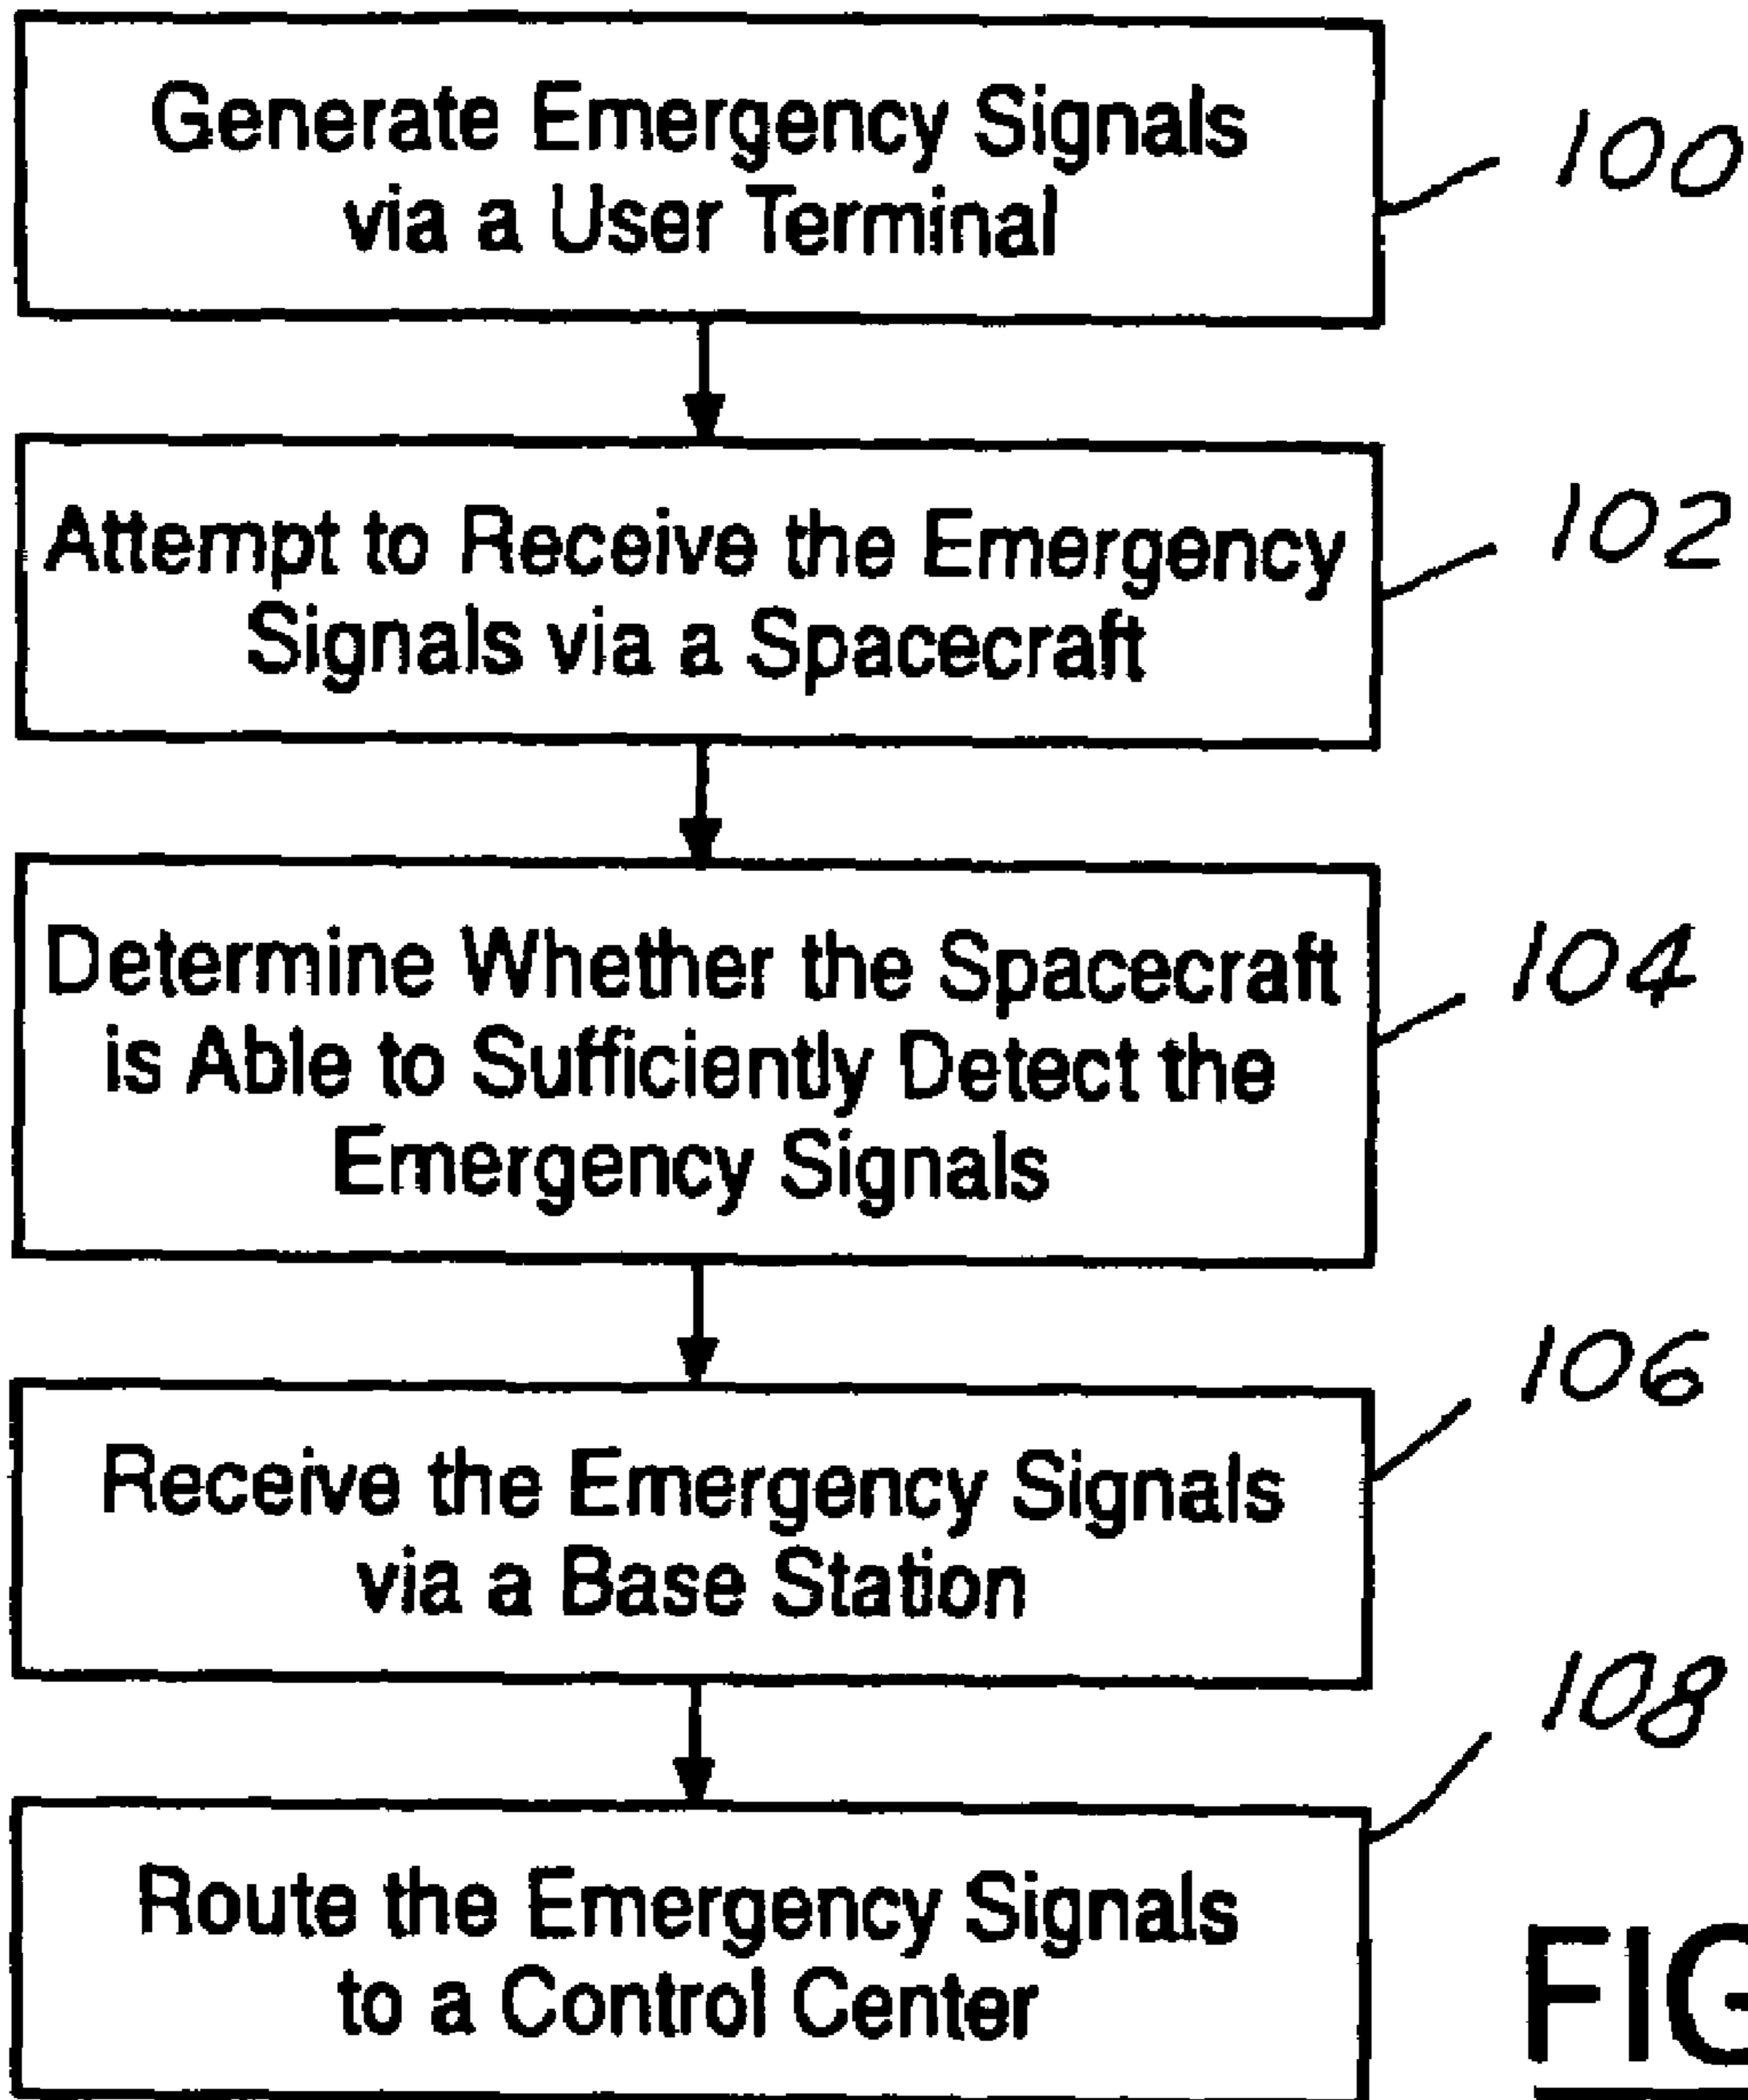 Generate Emergency Signals
via a User Terminal
100
Attempt to Receive the Emergency
Signals via a Spacecraft
102
Determine Whether the Spacecraft
is Able to Sufficiently Detect the
Emergency Signals
104
Receive the Emergency Signals
via a Base Station
106
Route the Emergency Signals
to a Control Center
108
FIG